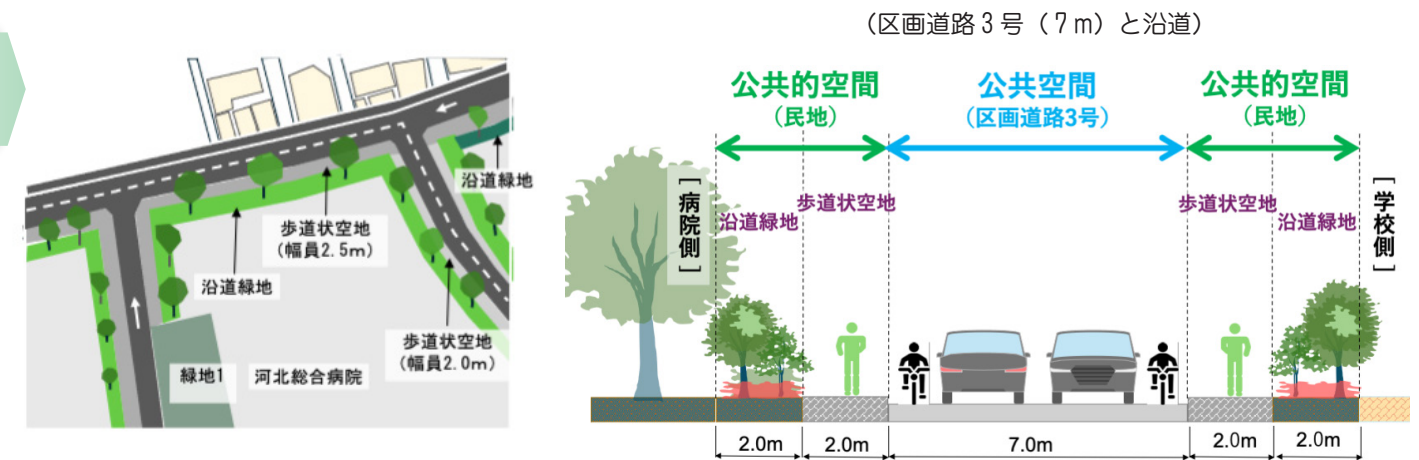 沿道緑地
歩道状空地
(幅員2.5m)
沿道緑地
歩道状空地
(幅員2.0m)
緑地1
河北総合病院
(区画道路3号(7m)と沿道)
公共的空間
(民地)
公共空間
(区画道路3号)
公共的空間
(民地)
[病院側]
沿道緑地
歩道状空地
歩道状空地
沿道緑地
[学校側]
2.0m
2.0m
7.0m
2.0m
2.0m